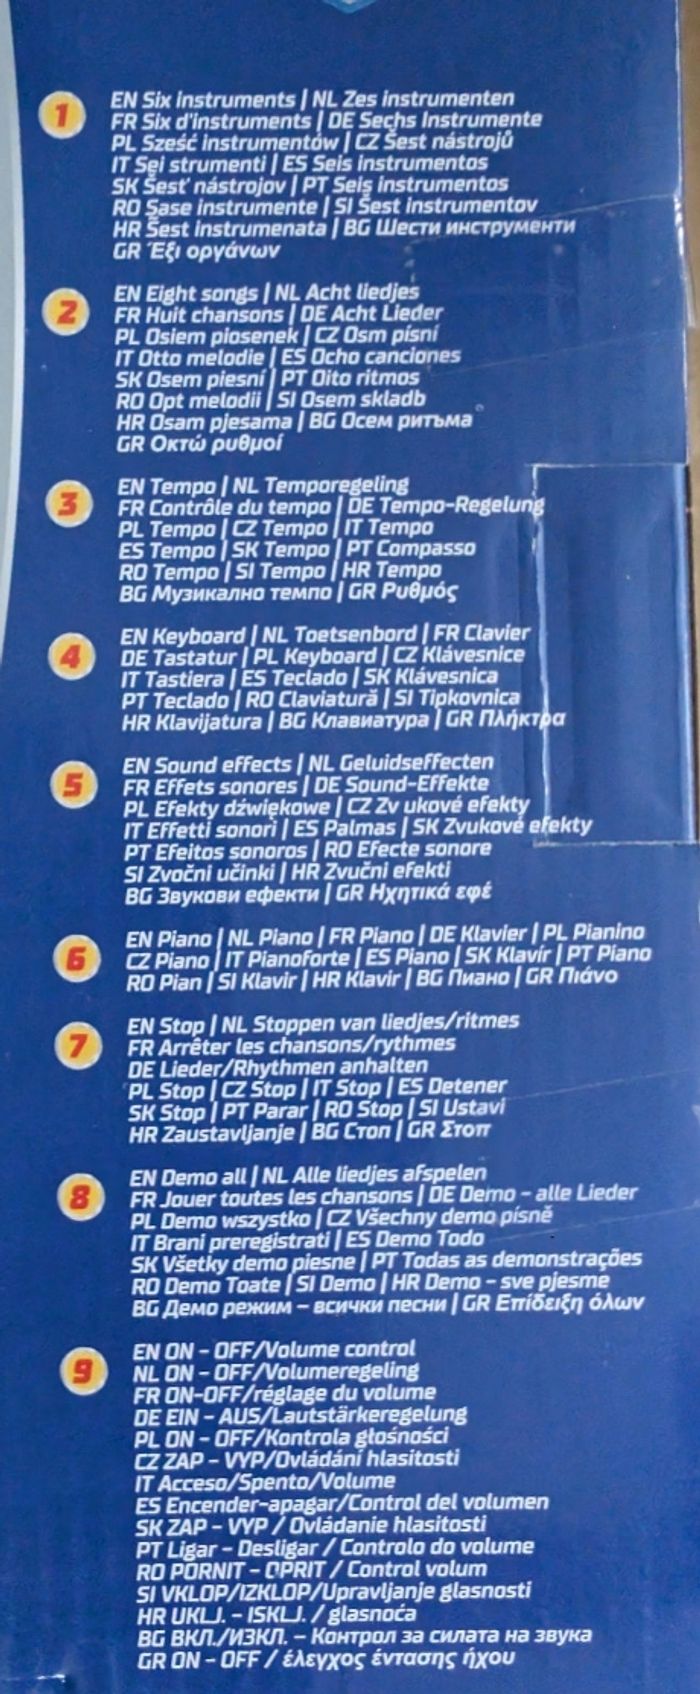 1
EN Six instruments | NL Zes instrumenten
FR Six d'instruments | DE Sechs Instrumente
PL Sześć instrumentów | CZ Šest nástrojů
IT Sei strumenti | ES Seis instrumentos
SK Šesť nástrojov | PT Seis instrumentos
RO Șase instrumente | SI Šest instrumentov
HR Šest instrumenata | BG Шести инструменти
GR Έξι οργάνων
2
EN Eight songs | NL Acht liedjes
FR Huit chansons | DE Acht Lieder
PL Osiem piosenek | CZ Osm písní
IT Otto melodie | ES Ocho canciones
SK Osem piesní | PT Oito ritmos
RO Opt melodii | SI Osem skladb
HR Osam pjesama | BG Осем ритъма
GR Οκτώ ρυθμοί
3
EN Tempo | NL Temporegeling
FR Contrôle du tempo | DE Tempo-Regelung
PL Tempo | CZ Tempo | IT Tempo
ES Tempo | SK Tempo | PT Compasso
RO Tempo | SI Tempo | HR Tempo
BG Музикално темпо | GR Ρυθμός
4
EN Keyboard | NL Toetsenbord | FR Clavier
DE Tastatur | PL Keyboard | CZ Klávesnice
IT Tastiera | ES Teclado | SK Klávesnica
PT Teclado | RO Claviatură | SI Tipkovnica
HR Klavijatura | BG Клавиатура | GR Πλήκτρα
5
EN Sound effects | NL Geluidseffecten
FR Effets sonores | DE Sound-Effekte
PL Efekty dźwiękowe | CZ Zv ukové efekty
IT Effetti sonori | ES Palmas | SK Zvukové efekty
PT Efeitos sonoros | RO Efecte sonore
SI Zvočni učinki | HR Zvučni efekti
BG Звукови ефекти | GR Ηχητικά εφέ
6
EN Piano | NL Piano | FR Piano | DE Klavier | PL Pianino
CZ Piano | IT Pianoforte | ES Piano | SK Klavír | PT Piano
RO Pian | SI Klavir | HR Klavir | BG Пиано | GR Πιάνο
7
EN Stop | NL Stoppen van liedjes/ritmes
FR Arrêter les chansons/rythmes
DE Lieder/Rhythmen anhalten
PL Stop | CZ Stop | IT Stop | ES Detener
SK Stop | PT Parar | RO Stop | SI Ustavi
HR Zaustavljanje | BG Стоп | GR Στοπ
8
EN Demo all | NL Alle liedjes afspelen
FR Jouer toutes les chansons | DE Demo - alle Lieder
PL Demo wszystko | CZ Všechny demo písně
IT Brani preregistrati | ES Demo Todo
SK Všetky demo piesne | PT Todas as demonstrações
RO Demo Toate | SI Demo | HR Demo - sve pjesme
BG Демо режим – всички песни | GR Επίδειξη όλων
9
EN ON - OFF/Volume control
NL ON - OFF/Volumeregeling
FR ON-OFF/réglage du volume
DE EIN - AUS/Lautstärkeregelung
PL ON - OFF/Kontrola głośności
CZ ZAP - VYP/Ovládání hlasitosti
IT Acceso/Spento/Volume
ES Encender-apagar/Control del volumen
SK ZAP - VYP / Ovládanie hlasitosti
PT Ligar - Desligar / Controlo do volume
RO PORNIT - OPRIT / Control volum
SI VKLOP/IZKLOP/Upravljanje glasnosti
HR UKLJ. - ISKLJ. / glasnoća
BG ВКЛ./ИЗКЛ. – Контрол за силата на звука
GR ON - OFF / έλεγχος έντασης ήχου